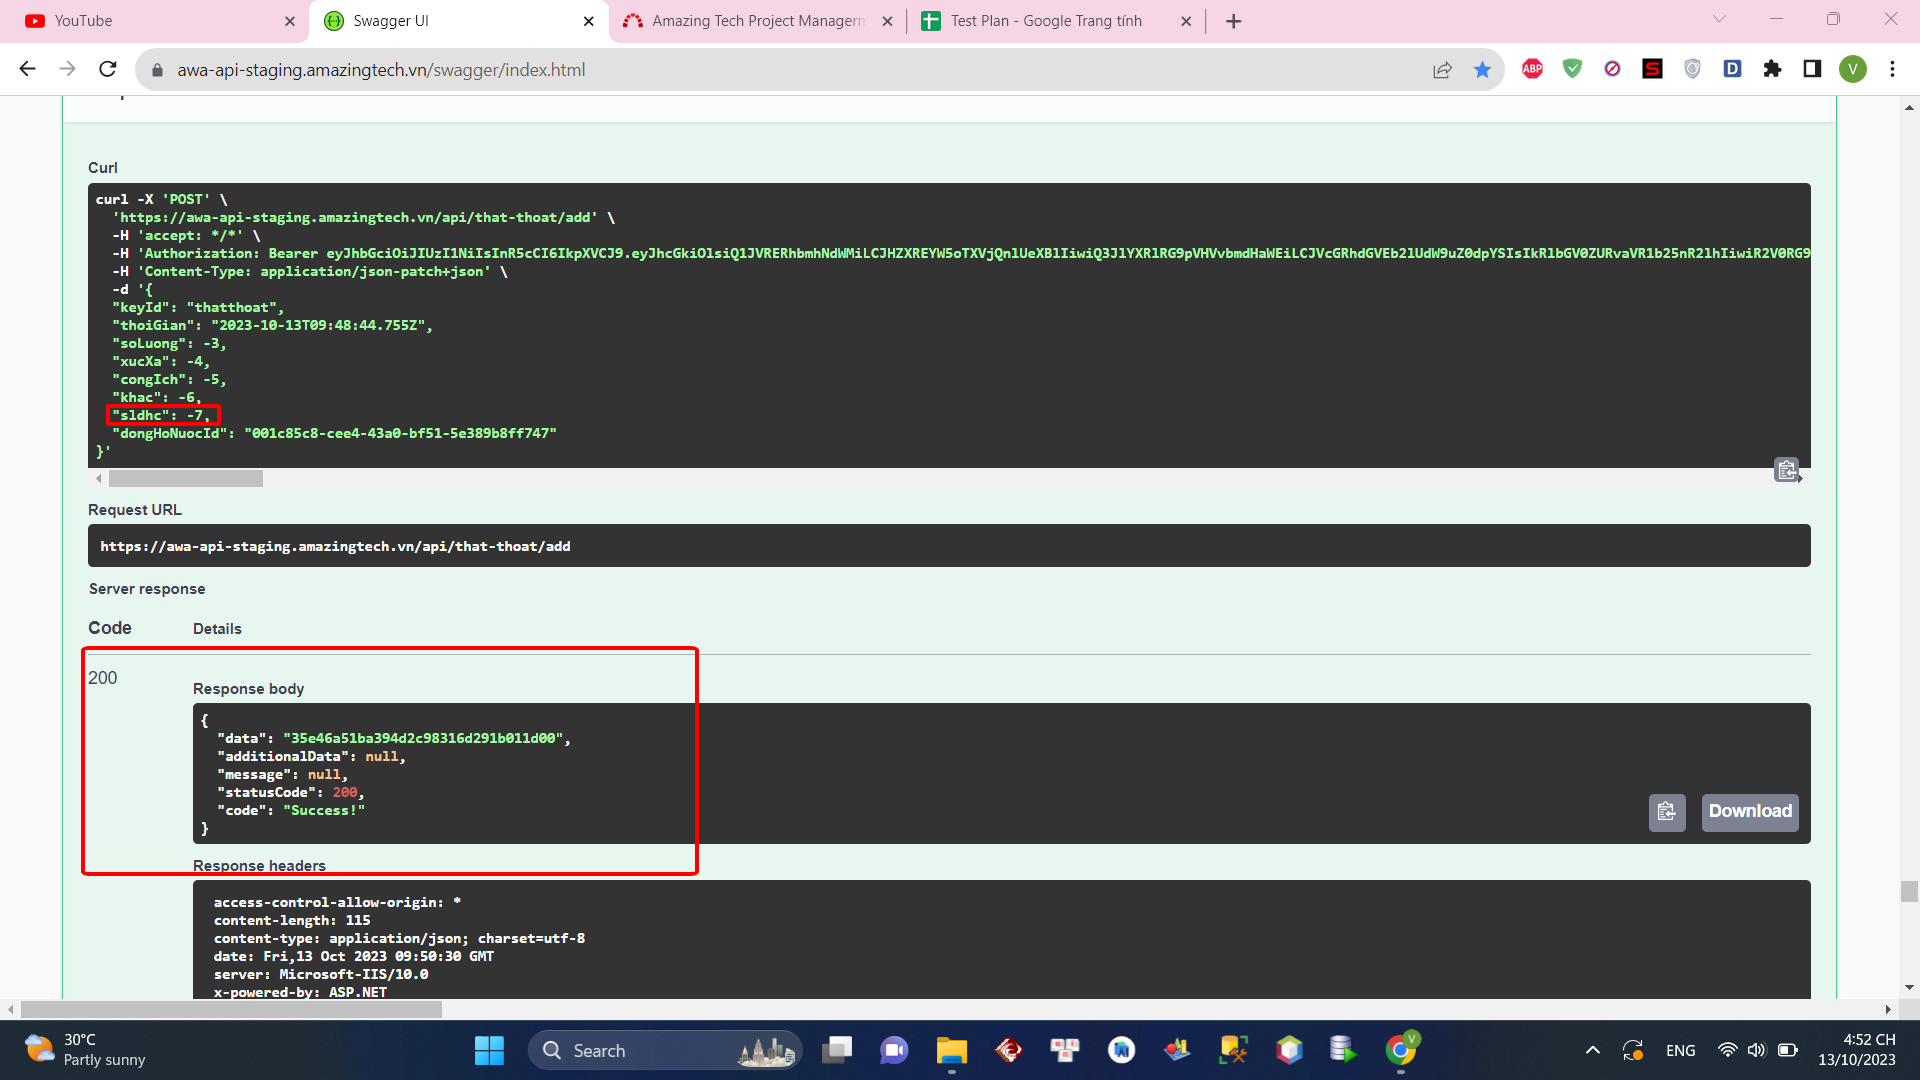 YouTube
Swagger UI
Amazing Tech Project Managem
Test Plan - Google Trang tính
awa-api-staging.amazingtech.vn/swagger/index.html
ABP
S
D
V
Curl
curl -X 'POST' \
'https://awa-api-staging.amazingtech.vn/api/that-thoat/add' \
-H 'accept: */*' \
-H 'Authorization: Bearer eyJhbGciOiJIUzI1NiIsInR5cCI6IkpXVCJ9.eyJhcGkiOlsiQlJVRERhbmhNdWMiLCJHZXREYW5oTXVjQnlUeXBlIiwiQ3JlYXRlRG9pVHVvbmdHaWEiLCJVcGRhdGVEb2lUdW9uZ0dpYSIsIkRlbGV0ZURvaVR1b25nR2lhIiwiR2V0RG9
-H 'Content-Type: application/json-patch+json' \
-d '{
"keyId": "thatthoat",
"thoiGian": "2023-10-13T09:48:44.755Z",
"soLuong": -3,
"xucXa": -4,
"congIch": -5,
"khac": -6,
"sldhc": -7,
"dongHoNuocId": "001c85c8-cee4-43a0-bf51-5e389b8ff747"
}'
Request URL
https://awa-api-staging.amazingtech.vn/api/that-thoat/add
Server response
Code Details
200
Response body
{
"data": "35e46a51ba394d2c98316d291b011d00",
"additionalData": null,
"message": null,
"statusCode": 200,
"code": "Success!"
}
Download
Response headers
access-control-allow-origin: *
content-length: 115
content-type: application/json; charset=utf-8
date: Fri,13 Oct 2023 09:50:30 GMT
server: Microsoft-IIS/10.0
x-powered-by: ASP.NET
30°C
Partly sunny
Search
V
ENG
4:52 CH
13/10/2023